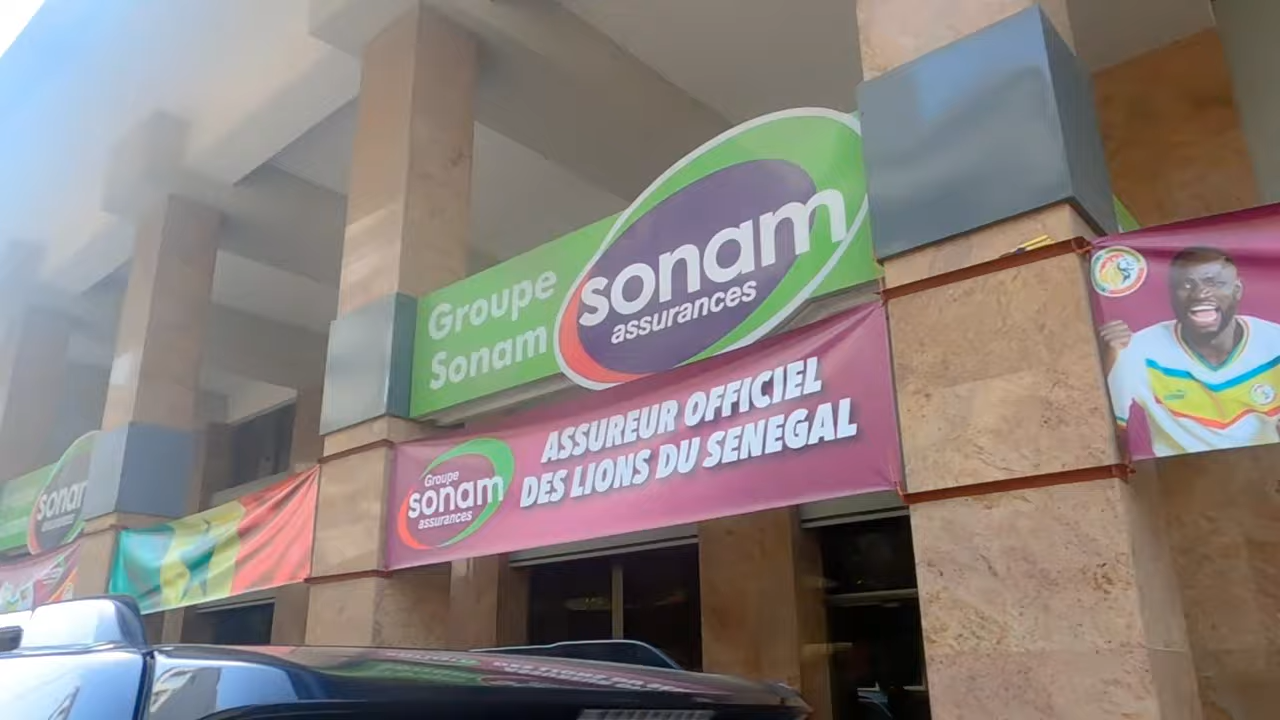 Groupe
Sonam
sonam
assurances
ASSUREUR OFFICIEL
DES LIONS DU SENEGAL
Groupe
sonam
assurances
sonam